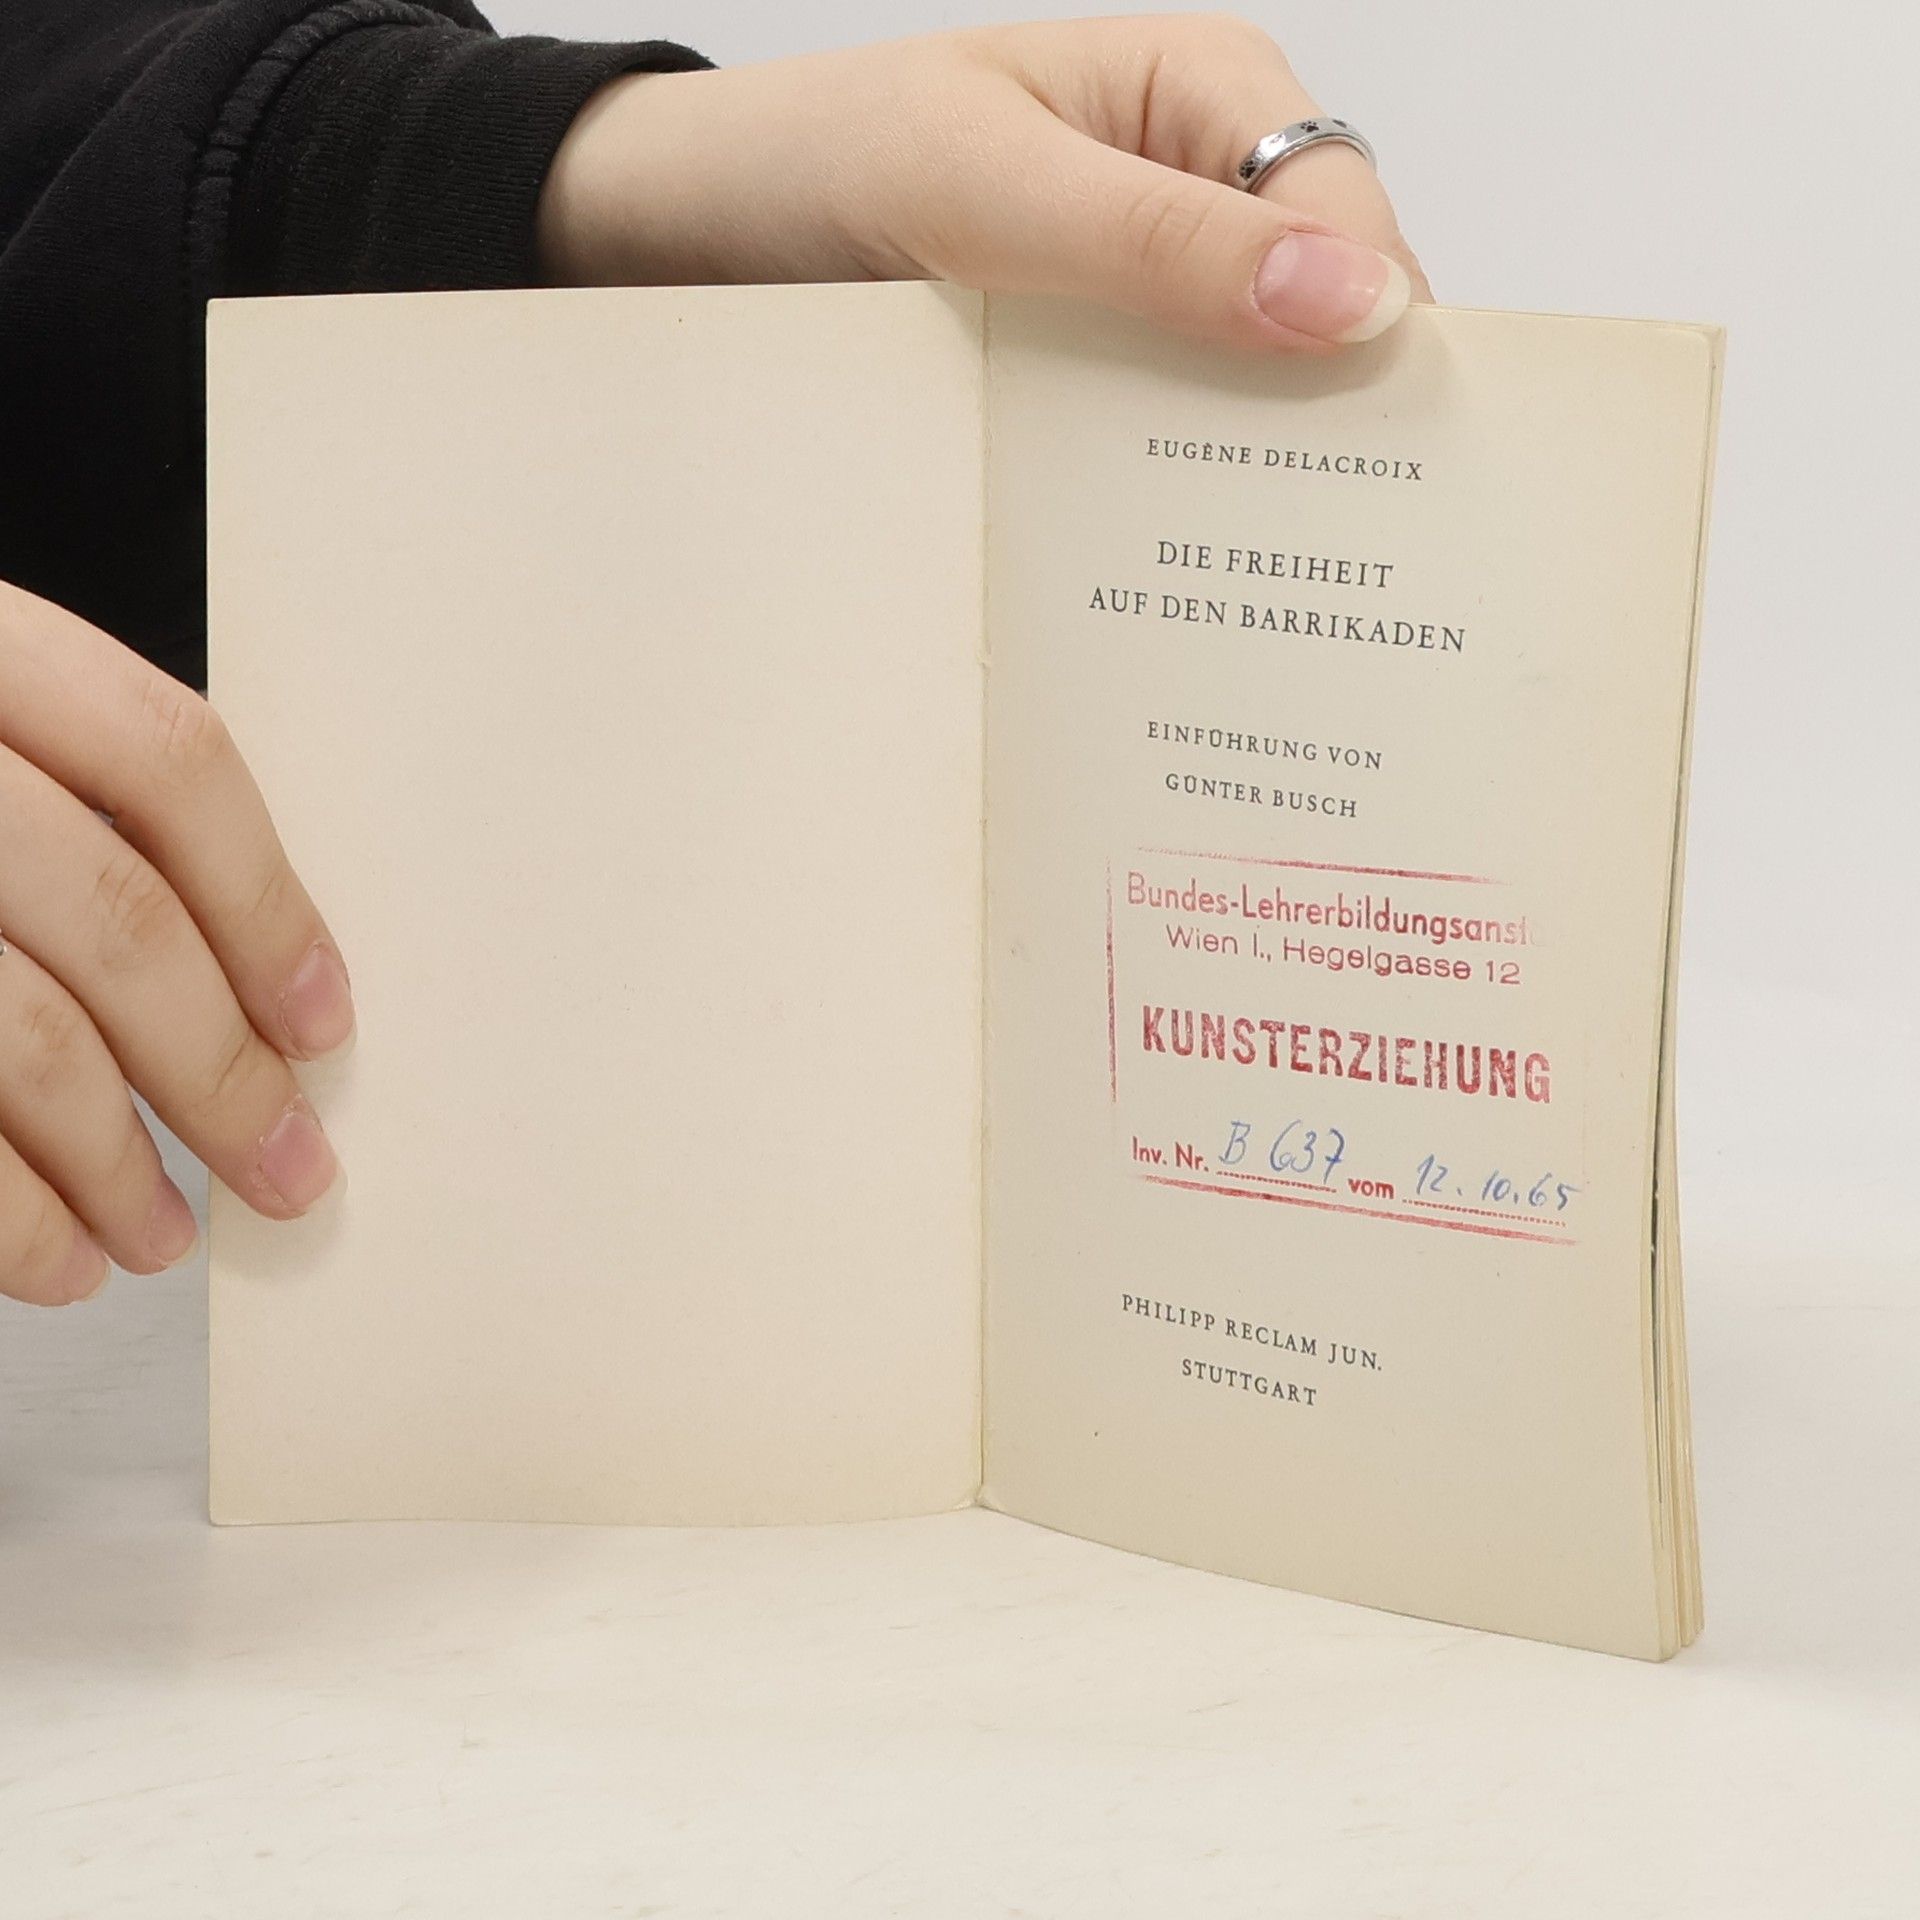 EUGÈNE DELACROIX
DIE FREIHEIT
AUF DEN BARRIKADEN
EINFÜHRUNG VON
GÜNTER BUSCH
Bundes-Lehrerbildungsanst
Wien I., Hegelgasse 12
KUNSTERZIEHUNG
Inv. Nr. B 637 vom 12.10.65
PHILIPP RECLAM JUN.
STUTTGART